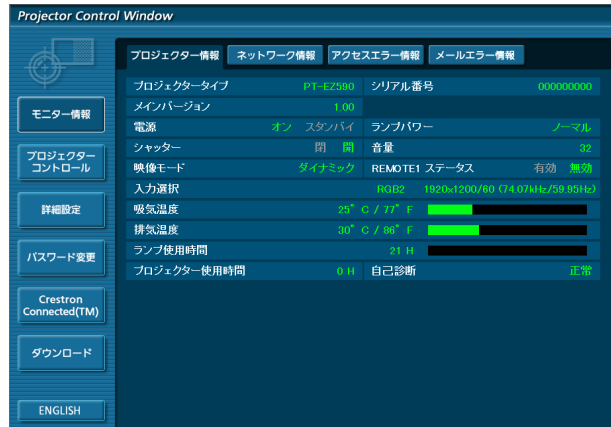 Projector Control Window
プロジェクター情報 ネットワーク情報 アクセスエラー情報 メールエラー情報
モニター情報
プロジェクター
コントロール
詳細設定
パスワード変更
Crestron
Connected(TM)
ダウンロード
ENGLISH
プロジェクタータイプ PT-EZ590 シリアル番号 000000000
メインバージョン 1.00
電源 オン スタンバイ ランプパワー ノーマル
シャッター 閉 開 音量 32
映像モード ダイナミック REMOTE1 ステータス 有効 無効
入力選択 RGB2 1920x1200/60 (74.07kHz/59.95Hz)
吸気温度 25° C / 77° F
排気温度 30° C / 86° F
ランプ使用時間 21 H
プロジェクター使用時間 0 H 自己診断 正常